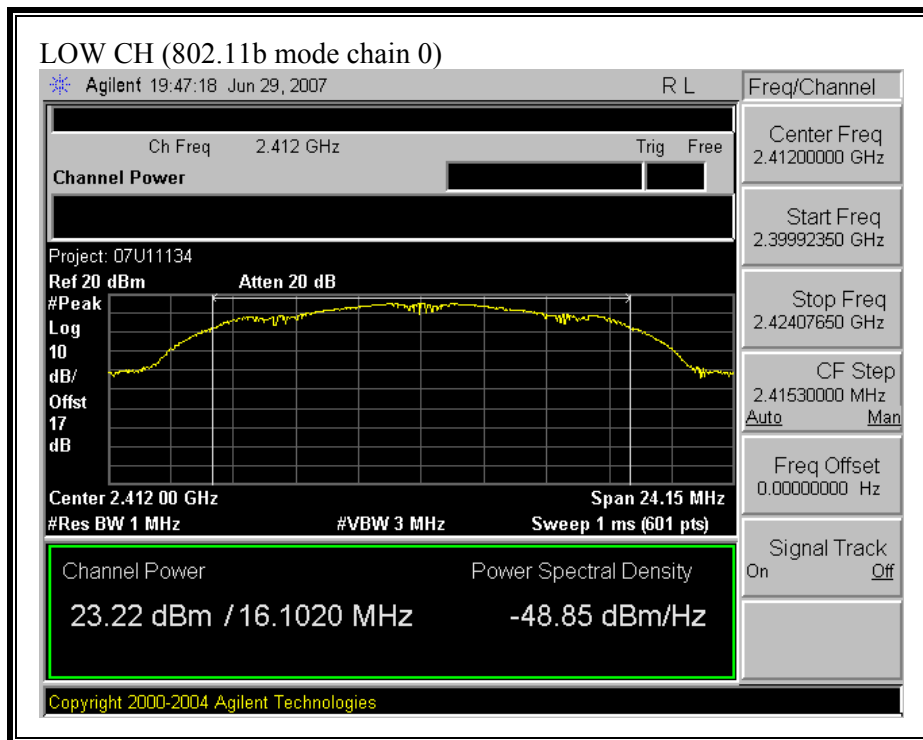 LOW CH (802.11b mode chain 0)
Agilent 19:47:18 Jun 29, 2007 R L
Freq/Channel
Ch Freq 2.412 GHz Trig Free
Channel Power
Center Freq
2.41200000 GHz
Start Freq
2.39992350 GHz
Stop Freq
2.42407650 GHz
CF Step
2.41530000 MHz
Auto Man
Freq Offset
0.00000000 Hz
Signal Track
On Off
Project: 07U11134
Ref 20 dBm Atten 20 dB
#Peak
Log
10
dB/
Offst
17
dB
Center 2.412 00 GHz Span 24.15 MHz
#Res BW 1 MHz #VBW 3 MHz Sweep 1 ms (601 pts)
Channel Power Power Spectral Density
23.22 dBm / 16.1020 MHz -48.85 dBm/Hz
Copyright 2000-2004 Agilent Technologies